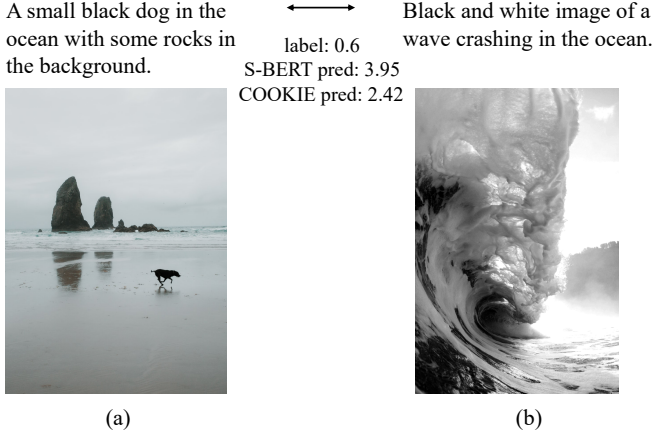 A small black dog in the
ocean with some rocks in
the background.
label: 0.6
S-BERT pred: 3.95
COOKIE pred: 2.42
Black and white image of a
wave crashing in the ocean.
(a)
(b)